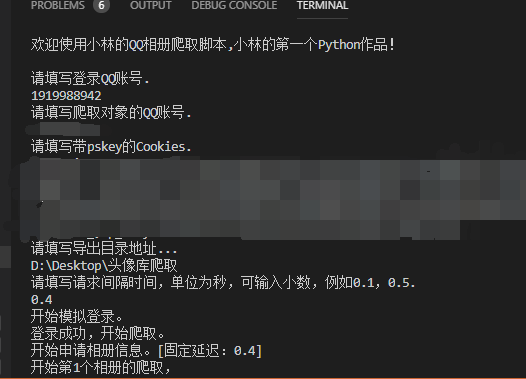 PROBLEMS 6 OUTPUT DEBUG CONSOLE TERMINAL
欢迎使用小林的QQ相册爬取脚本,小林的第一个Python作品!
请填写登录QQ账号.
1919988942
请填写爬取对象的QQ账号.
请填写带pskey的Cookies.
请填写导出目录地址...
D:\Desktop\头像库爬取
请填写请求间隔时间，单位为秒，可输入小数，例如0.1，0.5.
0.4
开始模拟登录。
登录成功，开始爬取。
开始申请相册信息。[固定延迟：0.4]
开始第1个相册的爬取，